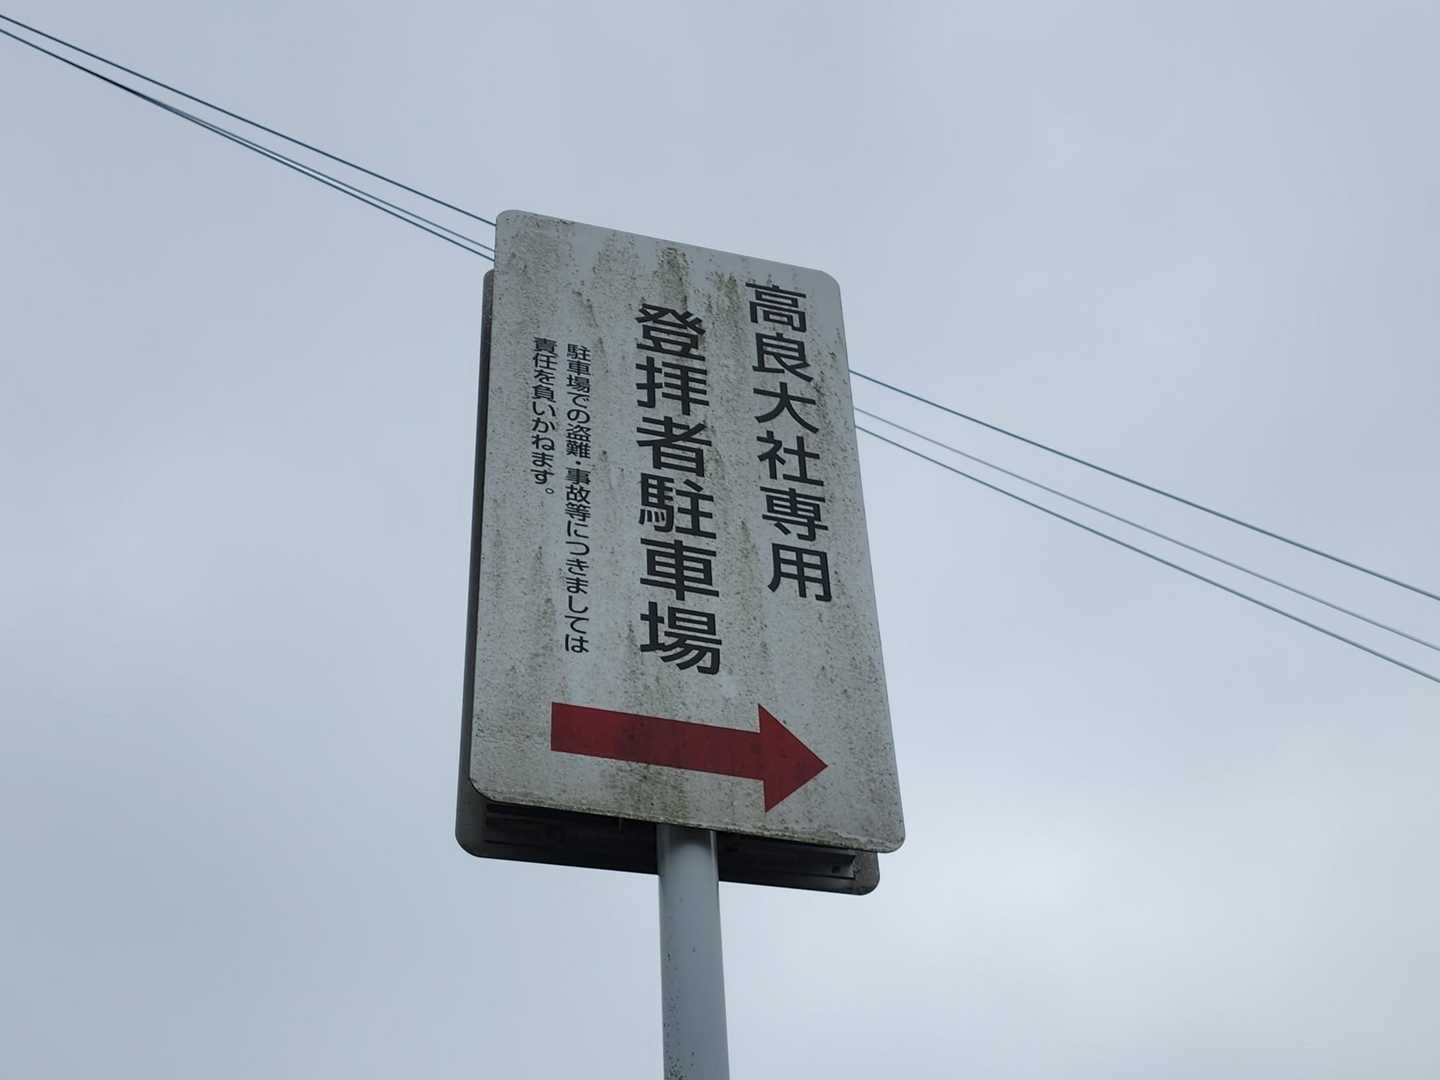 高良大社専用
登拝者駐車場
駐車場での盗難・事故等につきましては
責任を負いかねます。